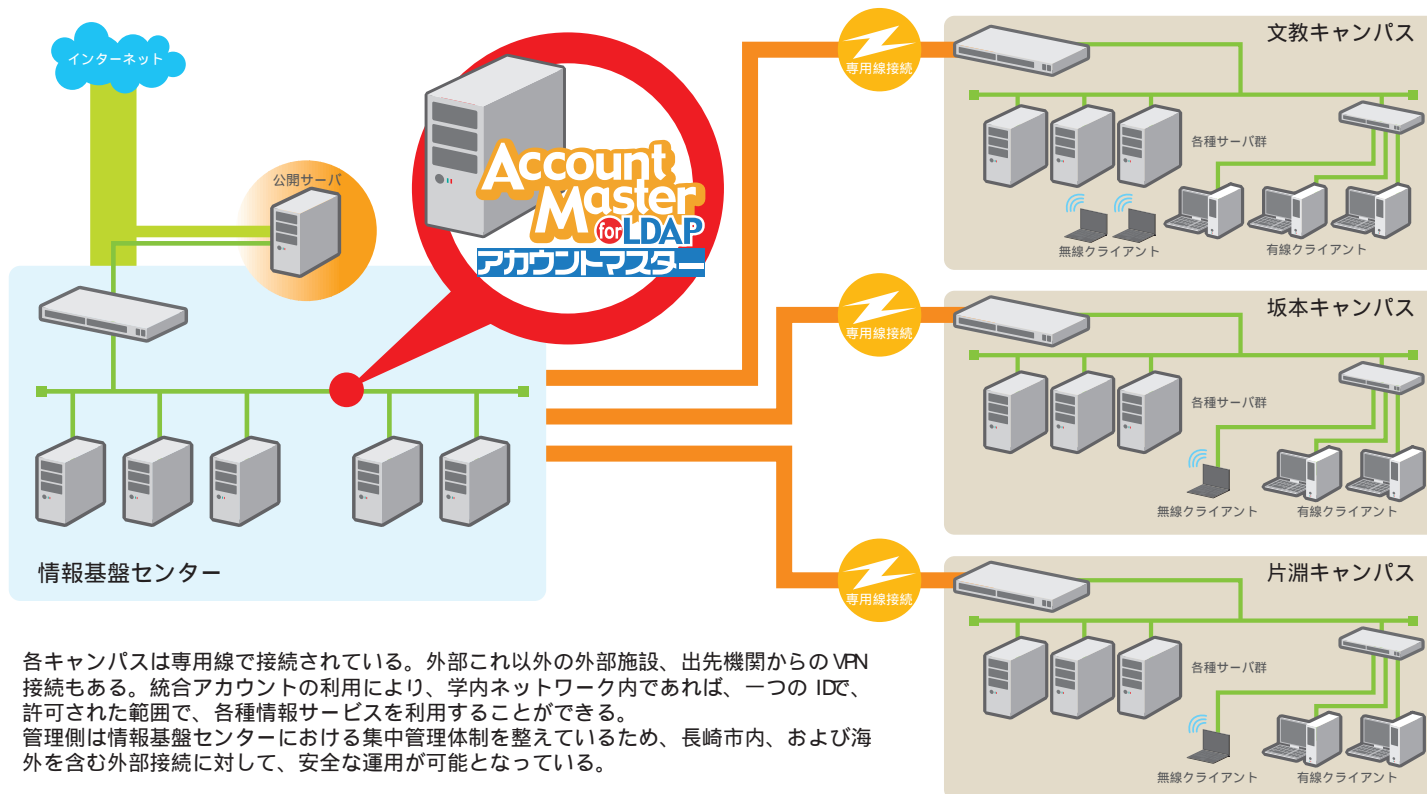 インターネット
公開サーバ
Account
Master
for LDAP
アカウントマスター
情報基盤センター
専用線接続
文教キャンパス
各種サーバ群
無線クライアント
有線クライアント
専用線接続
坂本キャンパス
各種サーバ群
無線クライアント
有線クライアント
専用線接続
片淵キャンパス
各種サーバ群
無線クライアント
有線クライアント
各キャンパスは専用線で接続されている。外部これ以外の外部施設、出先機関からの VPN
接続もある。統合アカウントの利用により、学内ネットワーク内であれば、一つの IDで、
許可された範囲で、各種情報サービスを利用することができる。
管理側は情報基盤センターにおける集中管理体制を整えているため、長崎市内、および海
外を含む外部接続に対して、安全な運用が可能となっている。